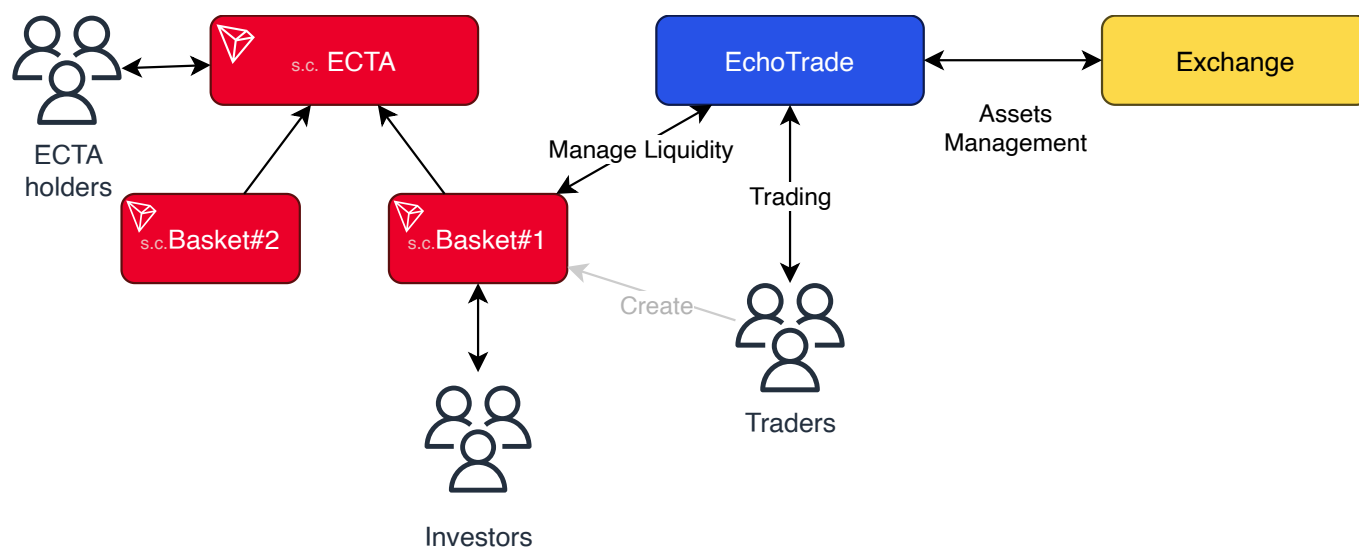 s.c. ECTA
EchoTrade
Exchange
ECTA
holders
Assets
Management
Manage Liquidity
s.c.Basket#2
s.c.Basket#1
Trading
Create
Traders
Investors